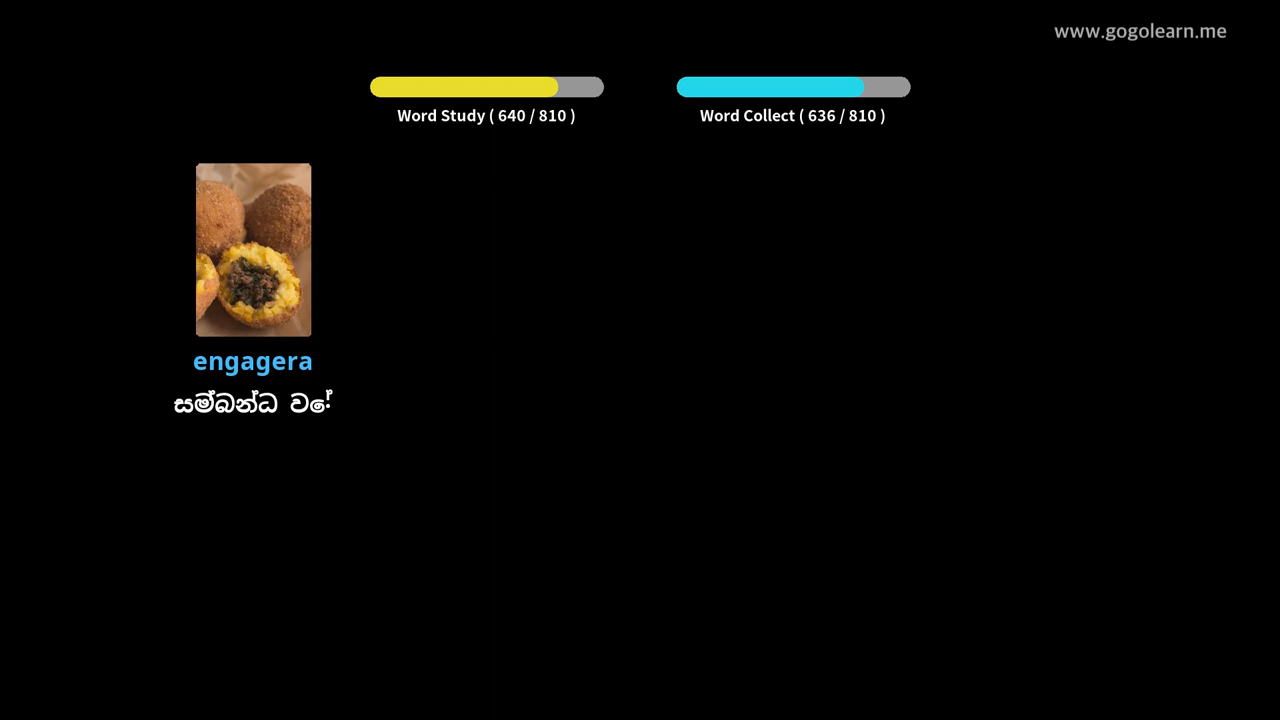 www.gogolearn.me
Word Study ( 640 / 810 )
Word Collect ( 636 / 810 )
engagera
සම්බන්ධ වේ!